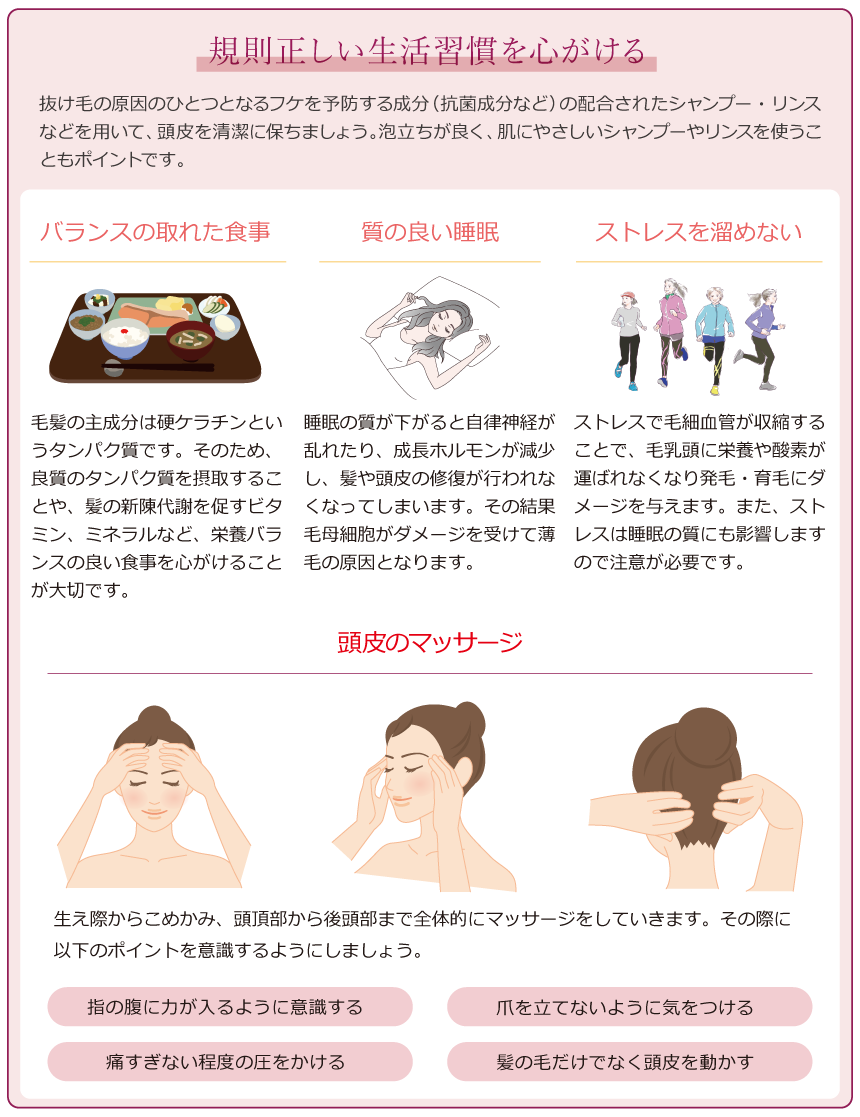 規則正しい生活習慣を心がける
抜け毛の原因のひとつとなるフケを予防する成分（抗菌成分など）の配合されたシャンプー・リンス
などを用いて、頭皮を清潔に保ちましょう。泡立ちが良く、肌にやさしいシャンプーやリンスを使うこ
ともポイントです。
バランスの取れた食事
毛髪の主成分は硬ケラチンとい
うタンパク質です。そのため、
良質のタンパク質を摂取するこ
とや、髪の新陳代謝を促すビタ
ミン、ミネラルなど、栄養バラ
ンスの良い食事を心がけること
が大切です。
質の良い睡眠
睡眠の質が下がると自律神経が
乱れたり、成長ホルモンが減少
し、髪や頭皮の修復が行われな
くなってしまいます。その結果
毛母細胞がダメージを受けて薄
毛の原因となります。
ストレスを溜めない
ストレスで毛細血管が収縮する
ことで、毛乳頭に栄養や酸素が
運ばれなくなり発毛・育毛にダ
メージを与えます。また、スト
レスは睡眠の質にも影響します
ので注意が必要です。
頭皮のマッサージ
生え際からこめかみ、頭頂部から後頭部まで全体的にマッサージをしていきます。その際に
以下のポイントを意識するようにしましょう。
指の腹に力が入るように意識する
爪を立てないように気をつける
痛すぎない程度の圧をかける
髪の毛だけでなく頭皮を動かす